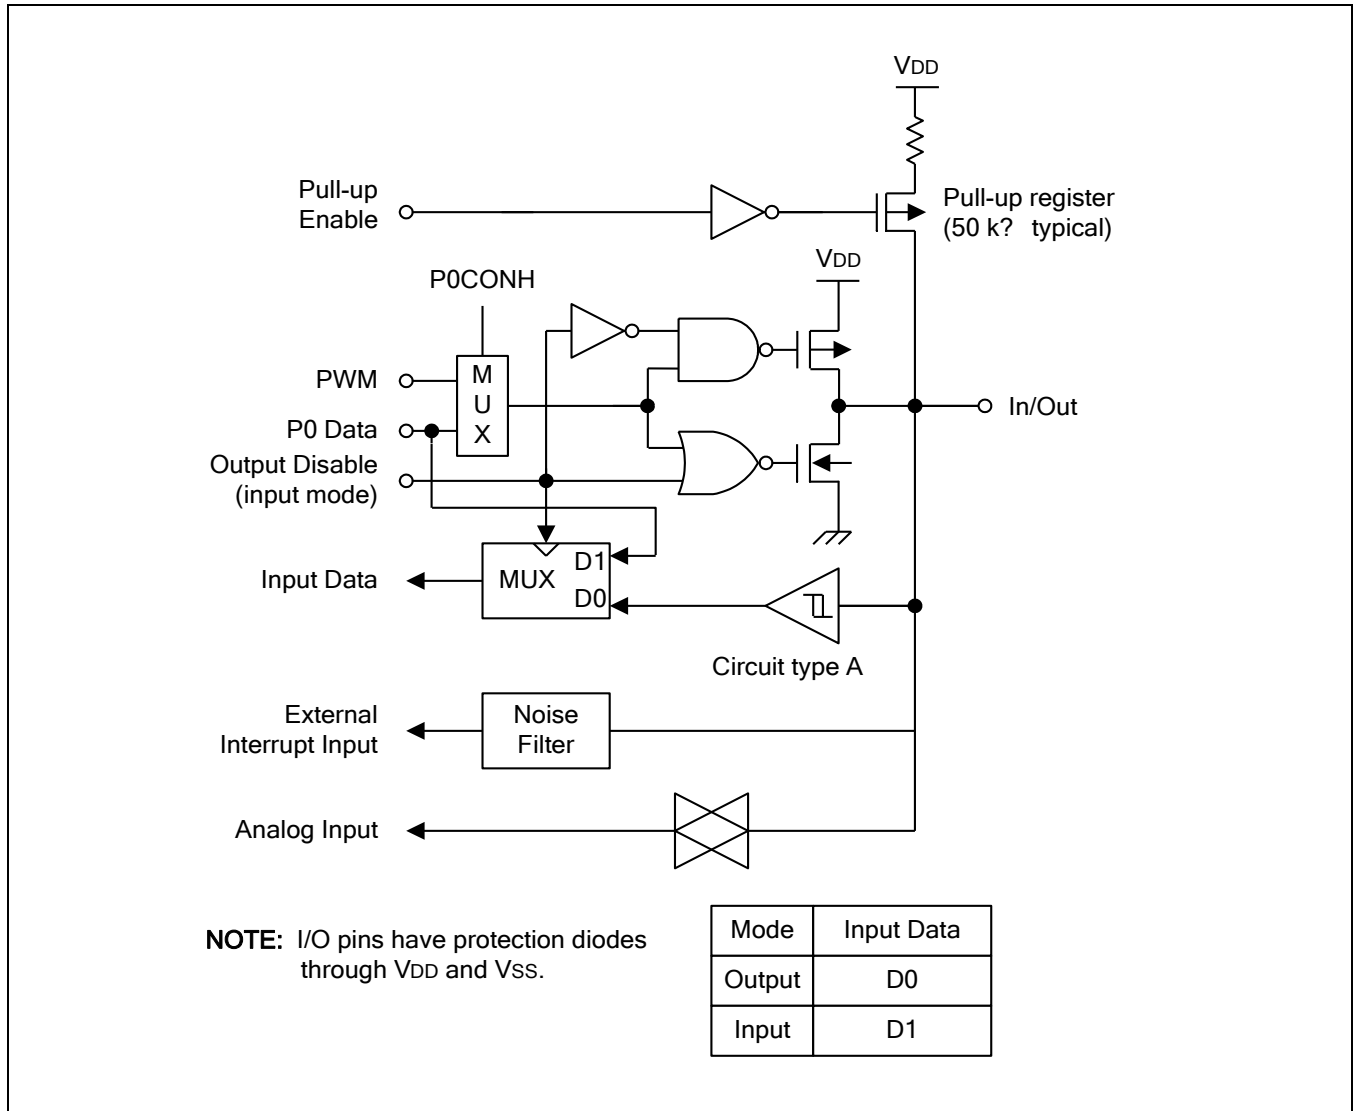 VDD
Pull-up
Enable
Pull-up register
(50 k? typical)
VDD
P0CONH
PWM
P0 Data
Output Disable
(input mode)
M
U
X
In/Out
Input Data
MUX
D1
D0
Circuit type A
External
Interrupt Input
Noise
Filter
Analog Input
NOTE: I/O pins have protection diodes
through VDD and VSS.
Mode Input Data
Output D0
Input D1